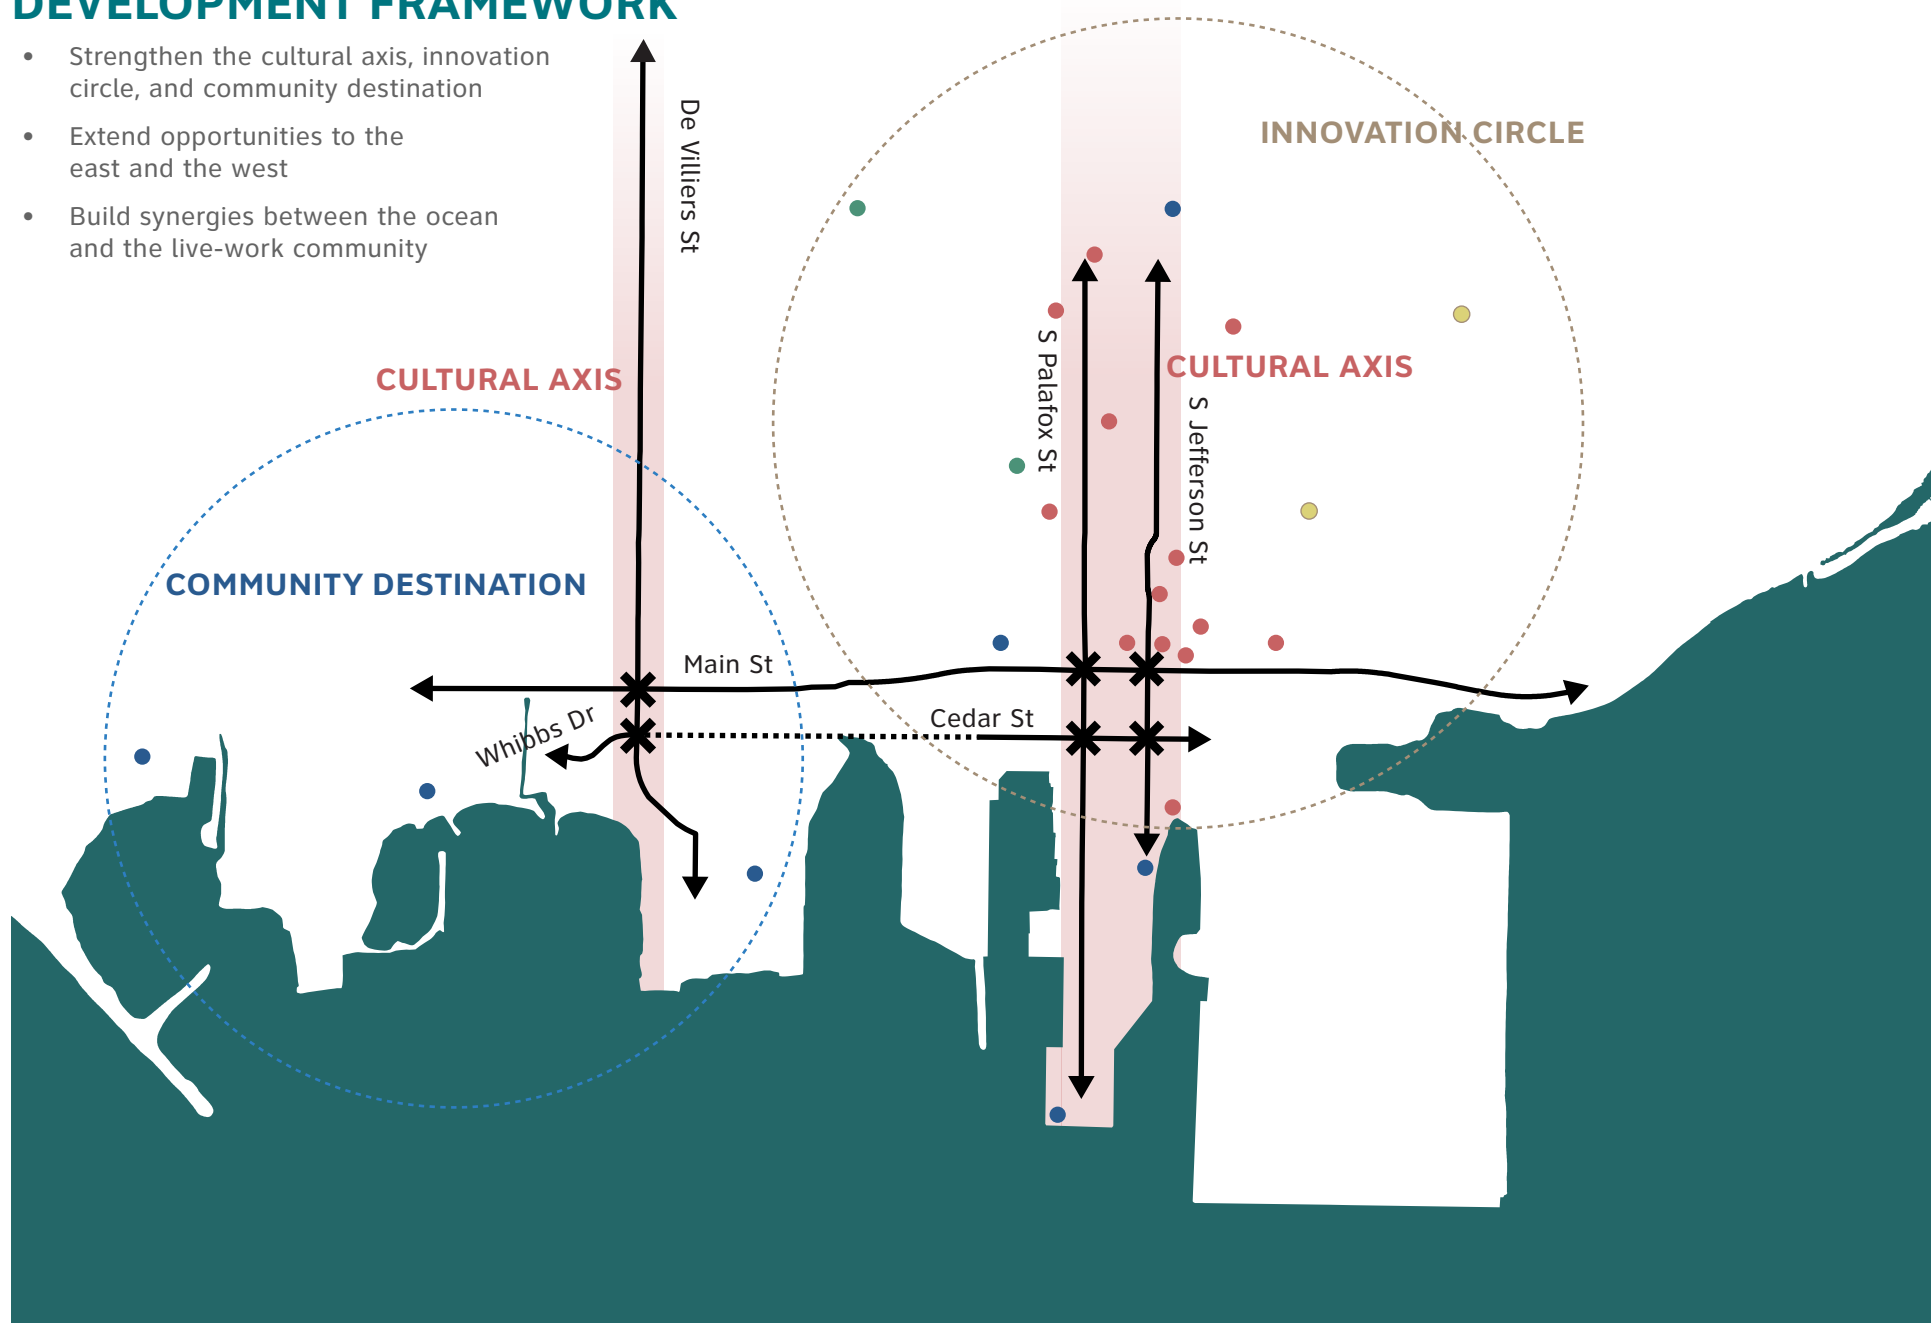 DEVELOPMENT FRAMEWORK
• Strengthen the cultural axis, innovation
circle, and community destination
• Extend opportunities to the
east and the west
• Build synergies between the ocean
and the live-work community
De Villiers St
INNOVATION CIRCLE
CULTURAL AXIS
S Palafox St
CULTURAL AXIS
S Jefferson St
COMMUNITY DESTINATION
Main St
Whibbs Dr
Cedar St